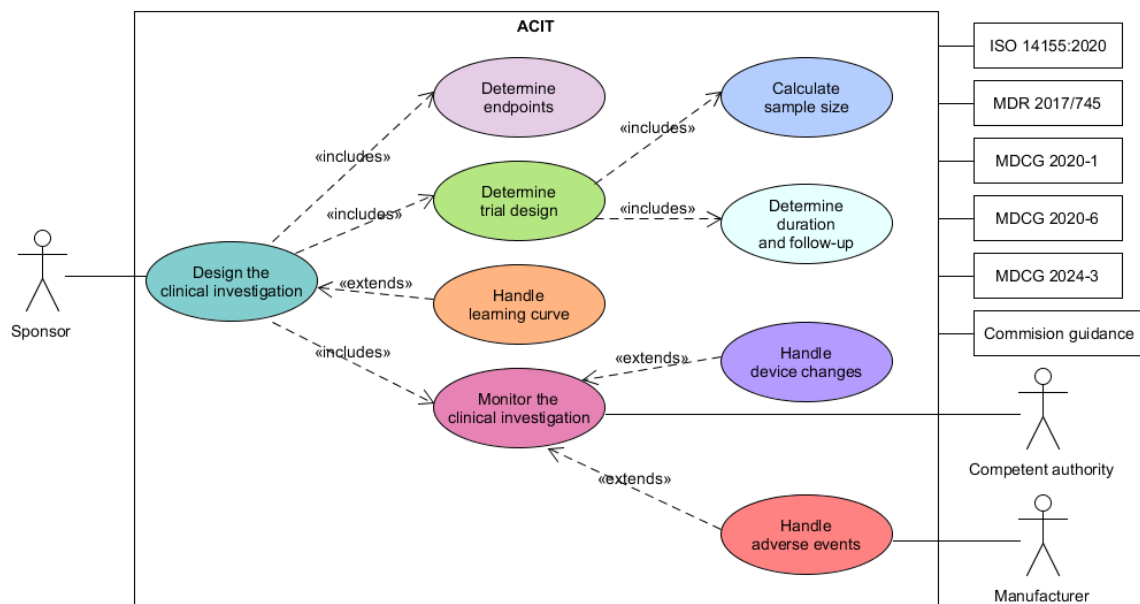 ACIT
ISO 14155:2020
Determine
endpoints
Calculate
sample size
MDR 2017/745
«includes»
MDCG 2020-1
Determine
trial design
«includes»
«includes»
«includes»
Determine
duration
and follow-up
MDCG 2020-6
Design the
clinical investigation
«extends»
Handle
learning curve
MDCG 2024-3
Sponsor
Commision guidance
«includes»
«extends»
Handle
device changes
Monitor the
clinical investigation
Competent authority
«extends»
Handle
adverse events
Manufacturer